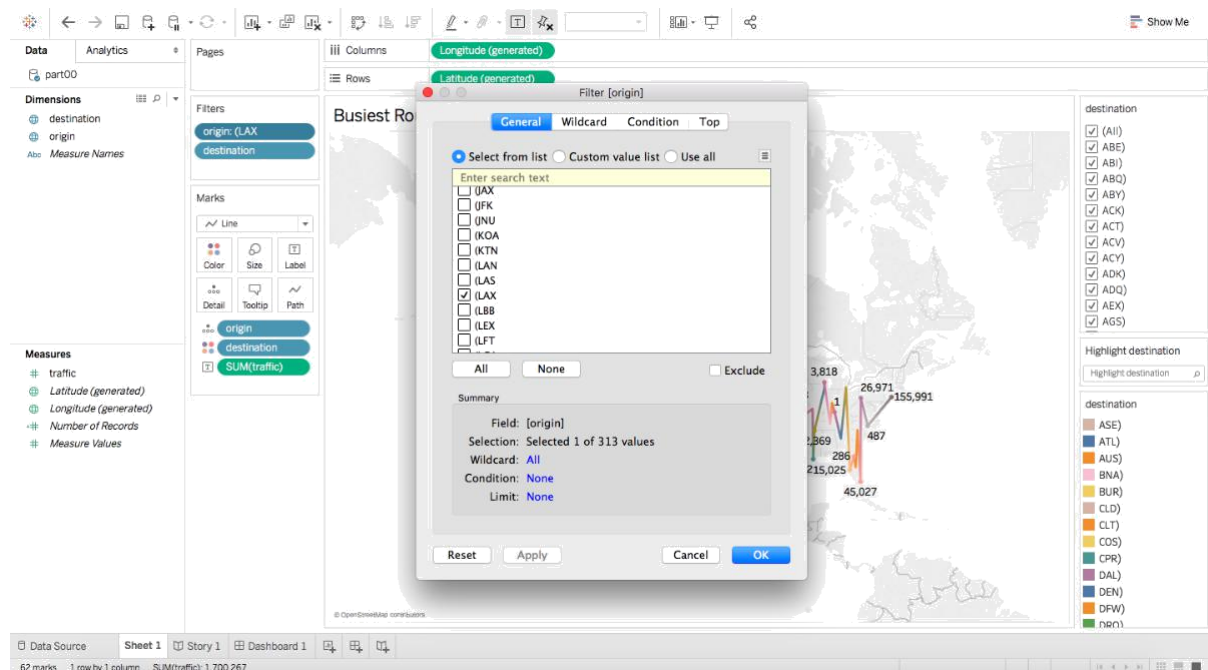 Show Me
Data Analytics
part00
Dimensions
destination
origin
Abc Measure Names
Measures
# traffic
Latitude (generated)
Longitude (generated)
Number of Records
# Measure Values
Pages
Filters
origin: (LAX
destination
Marks
Line
Color Size Label
Detail Tooltip Path
origin
destination
SUM(traffic)
iii Columns Longitude (generated)
Rows Latitude (generated)
Busiest Ro
Filter [origin]
General Wildcard Condition Top
Select from list Custom value list Use all
Enter search text
(JAX
(JFK
(JNU
(KOA
(KTN
(LAN
(LAS
(LAX
(LBB
(LEX
(LFT
All None Exclude
Summary
Field: [origin]
Selection: Selected 1 of 313 values
Wildcard: All
Condition: None
Limit: None
Reset Apply Cancel OK
3,818
26,971
155,991
1
487
2,369
286
215,025
45,027
© OpenStreetMap contributors
destination
(All)
ABE)
ABI)
ABQ)
ABY)
ACK)
ACT)
ACV)
ACY)
ADK)
ADQ)
AEX)
AGS)
Highlight destination
Highlight destination
destination
ASE)
ATL)
AUS)
BNA)
BUR)
CLD)
CLT)
COS)
CPR)
DAL)
DEN)
DFW)
DRO)
Data Source Sheet 1 Story 1 Dashboard 1
62 marks 1 row by 1 column SUM(traffic): 1,700,267